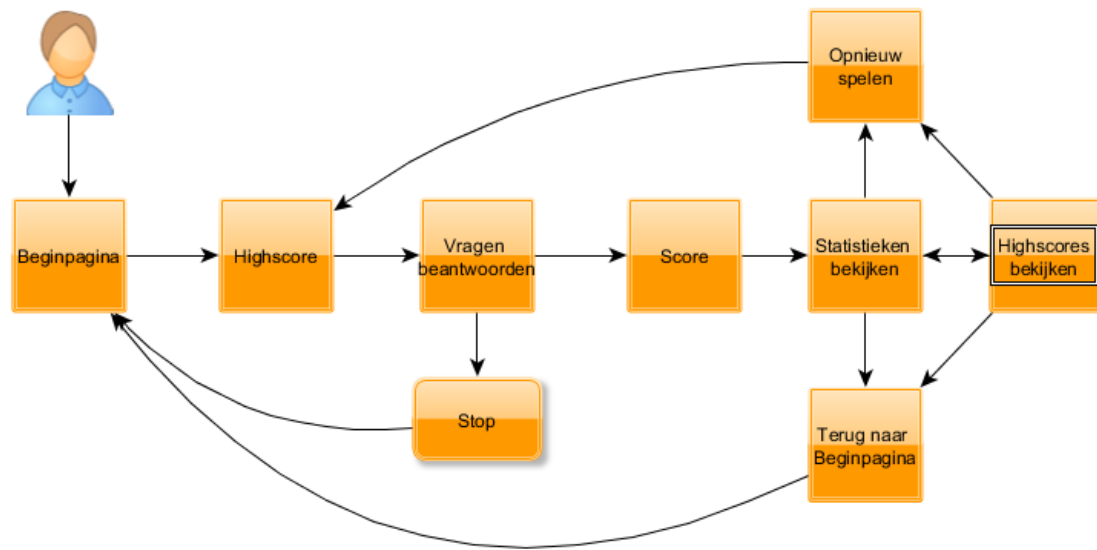 Opnieuw
spelen
Beginpagina
Highscore
Vragen
beantwoorden
Score
Statistieken
bekijken
Highscores
bekijken
Stop
Terug naar
Beginpagina